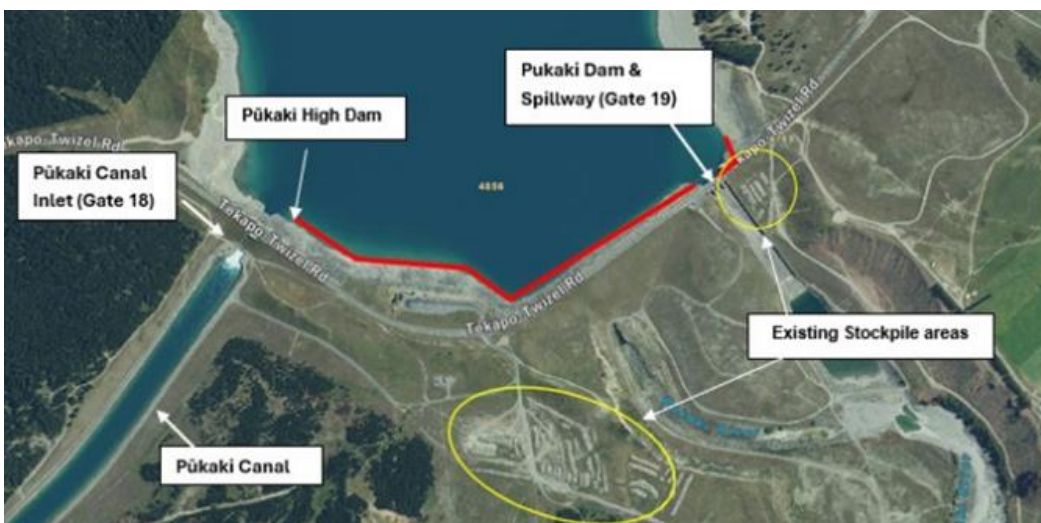 Pukaki Dam &
Spillway (Gate 19)
Pūkaki High Dam
Tekapo Twizel Rd
kapo Twizel Rd
Pūkaki Canal
Inlet (Gate 18)
4856
Tekapo Twizel Rd
Tekapo Twizel Rd
Existing Stockpile areas
Pūkaki Canal